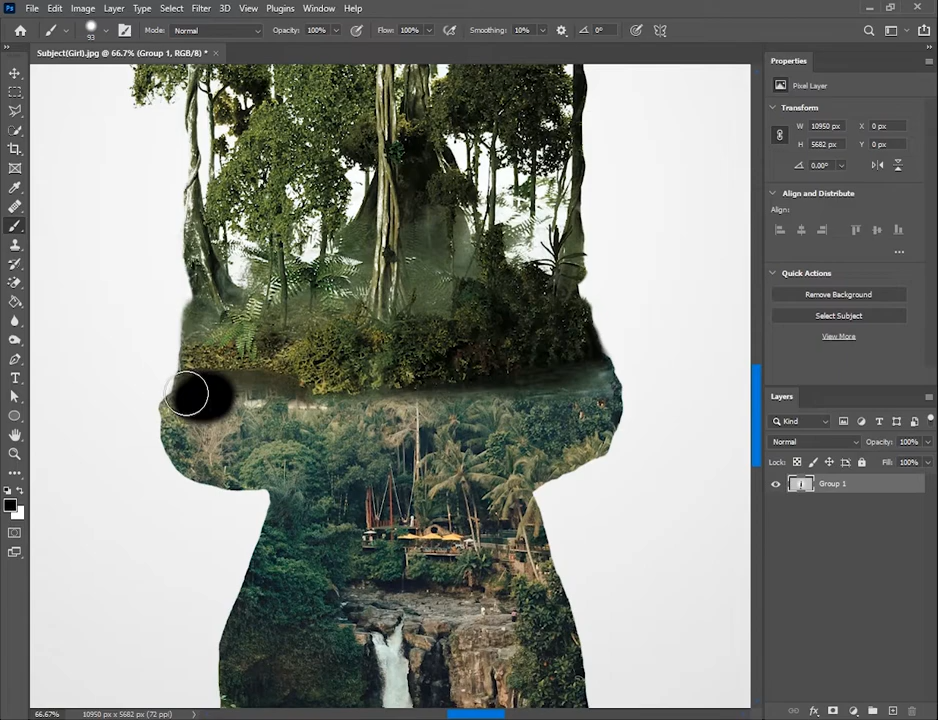 Ps File Edit Image Layer Type Select Filter 3D View Plugins Window Help
93 Mode: Normal Opacity: 100% Flow: 100% Smoothing: 10% 0°
Subject(Girl).jpg @ 66.7% (Group 1, RGB/8) * ×
Properties
Pixel Layer
Transform
W 10950 px X 0 px
H 5682 px Y 0 px
0.00°
Align and Distribute
Align:
Quick Actions
Remove Background
Select Subject
View More
Layers
Kind
Normal Opacity: 100%
Lock: Fill: 100%
Group 1
66.67% 10950 px x 5682 px (72 ppi)